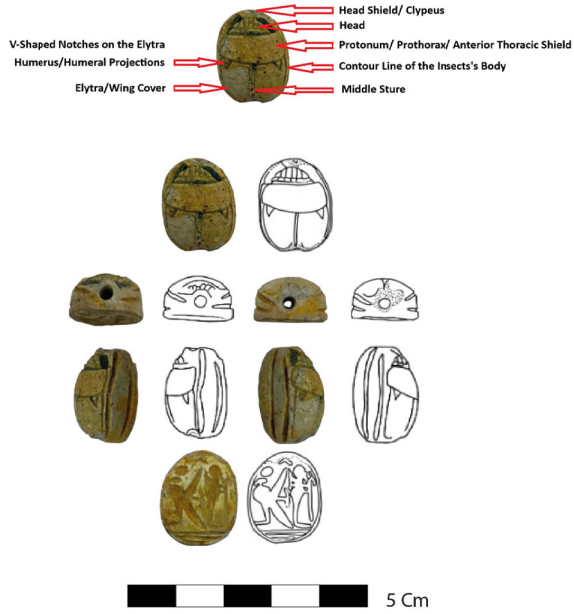 Head Shield/ Clypeus
Head
V-Shaped Notches on the Elytra
Protonum/ Prothorax/ Anterior Thoracic Shield
Humerus/Humeral Projections
Contour Line of the Insects's Body
Elytra/Wing Cover
Middle Sture
5 Cm